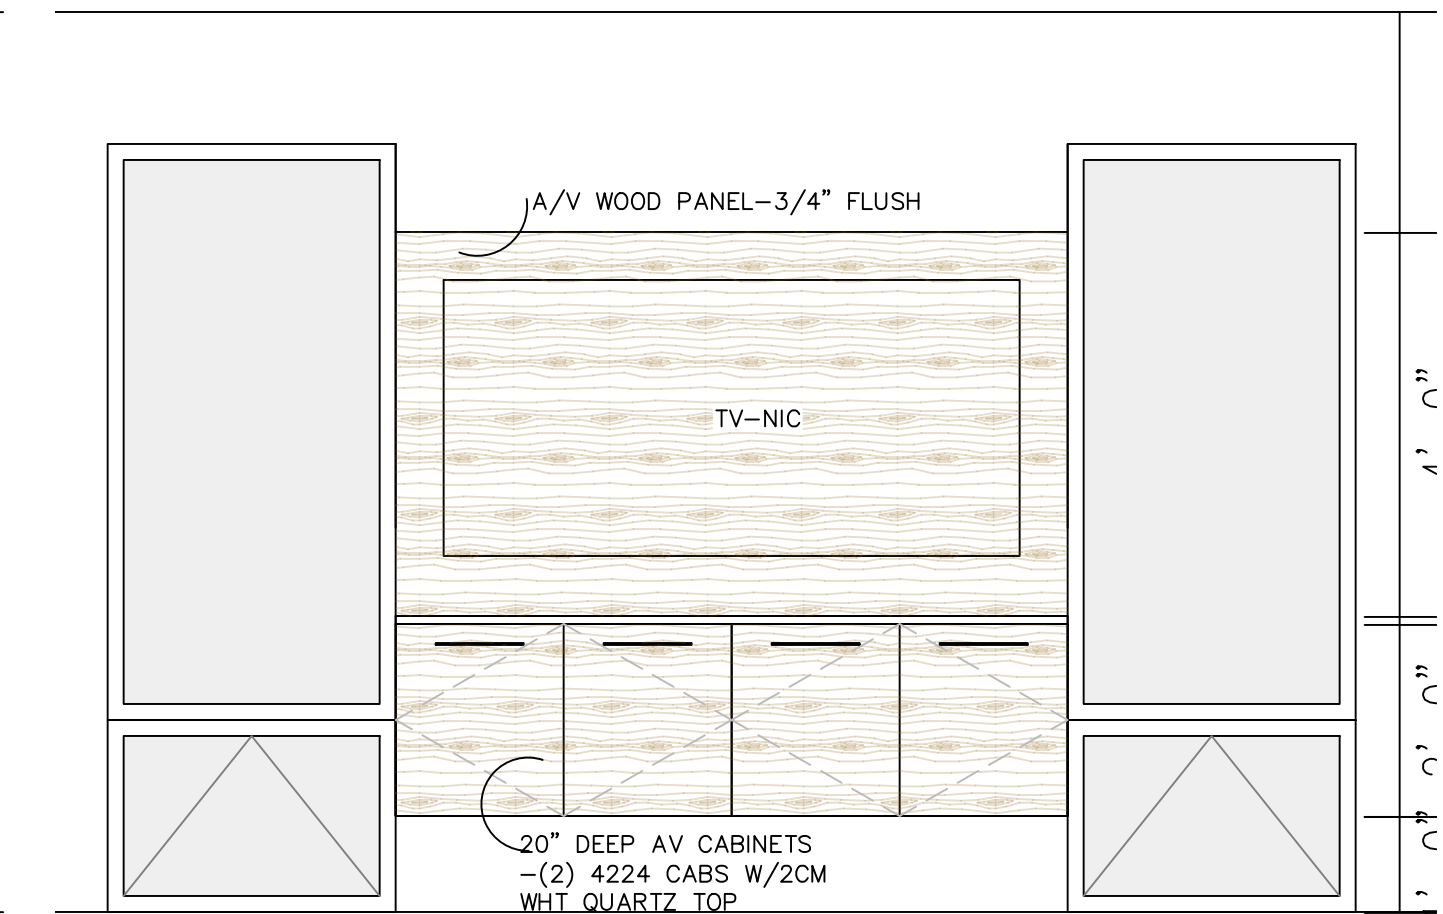 A/V WOOD PANEL-3/4" FLUSH
TV-NIC
20" DEEP AV CABINETS
-(2) 4224 CABS W/2CM
WHT QUARTZ TOP